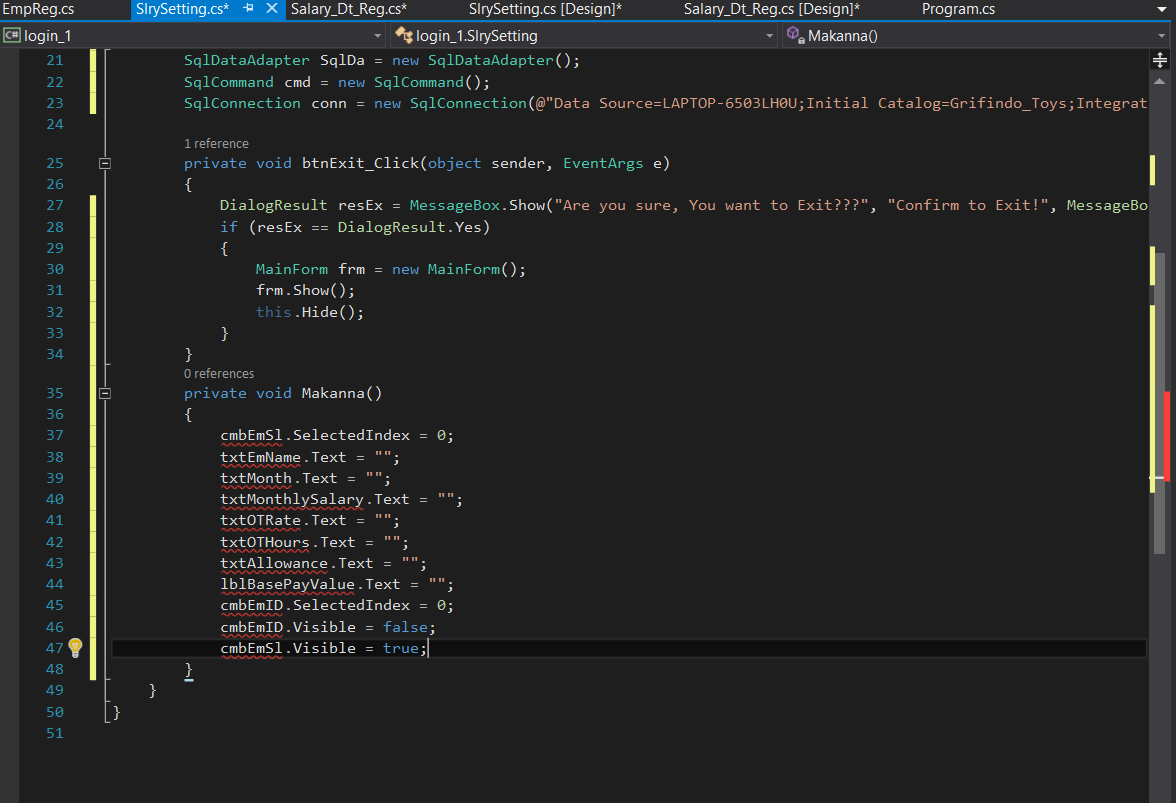 EmpReg.cs SlrySetting.cs* Salary_Dt_Reg.cs* SlrySetting.cs [Design]* Salary_Dt_Reg.cs [Design]* Program.cs
C# login_1 login_1.SlrySetting Makanna()
21 SqlDataAdapter SqlDa = new SqlDataAdapter();
22 SqlCommand cmd = new SqlCommand();
23 SqlConnection conn = new SqlConnection(@"Data Source=LAPTOP-6503LH0U;Initial Catalog=Grifindo_Toys;Integrat
24
1 reference
25 private void btnExit_Click(object sender, EventArgs e)
26 {
27 DialogResult resEx = MessageBox.Show("Are you sure, You want to Exit???", "Confirm to Exit!", MessageBo
28 if (resEx == DialogResult.Yes)
29 {
30 MainForm frm = new MainForm();
31 frm.Show();
32 this.Hide();
33 }
34 }
0 references
35 private void Makanna()
36 {
37 cmbEmSl.SelectedIndex = 0;
38 txtEmName.Text = "";
39 txtMonth.Text = "";
40 txtMonthlySalary.Text = "";
41 txtOTRate.Text = "";
42 txtOTHours.Text = "";
43 txtAllowance.Text = "";
44 lblBasePayValue.Text = "";
45 cmbEmID.SelectedIndex = 0;
46 cmbEmID.Visible = false;
47 cmbEmSl.Visible = true;
48 }
49 }
50 }
51